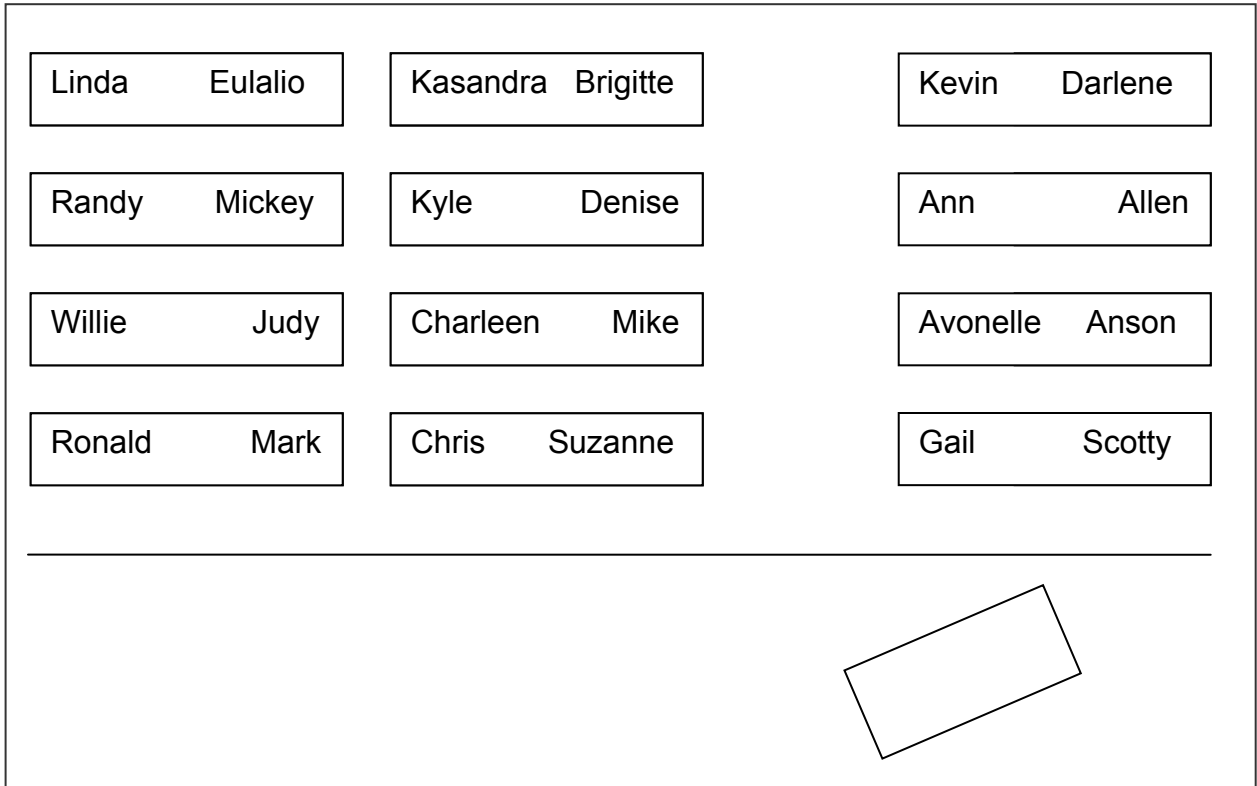 Linda Eulalio Kasandra Brigitte Kevin Darlene
Randy Mickey Kyle Denise Ann Allen
Willie Judy Charleen Mike Avonelle Anson
Ronald Mark Chris Suzanne Gail Scotty